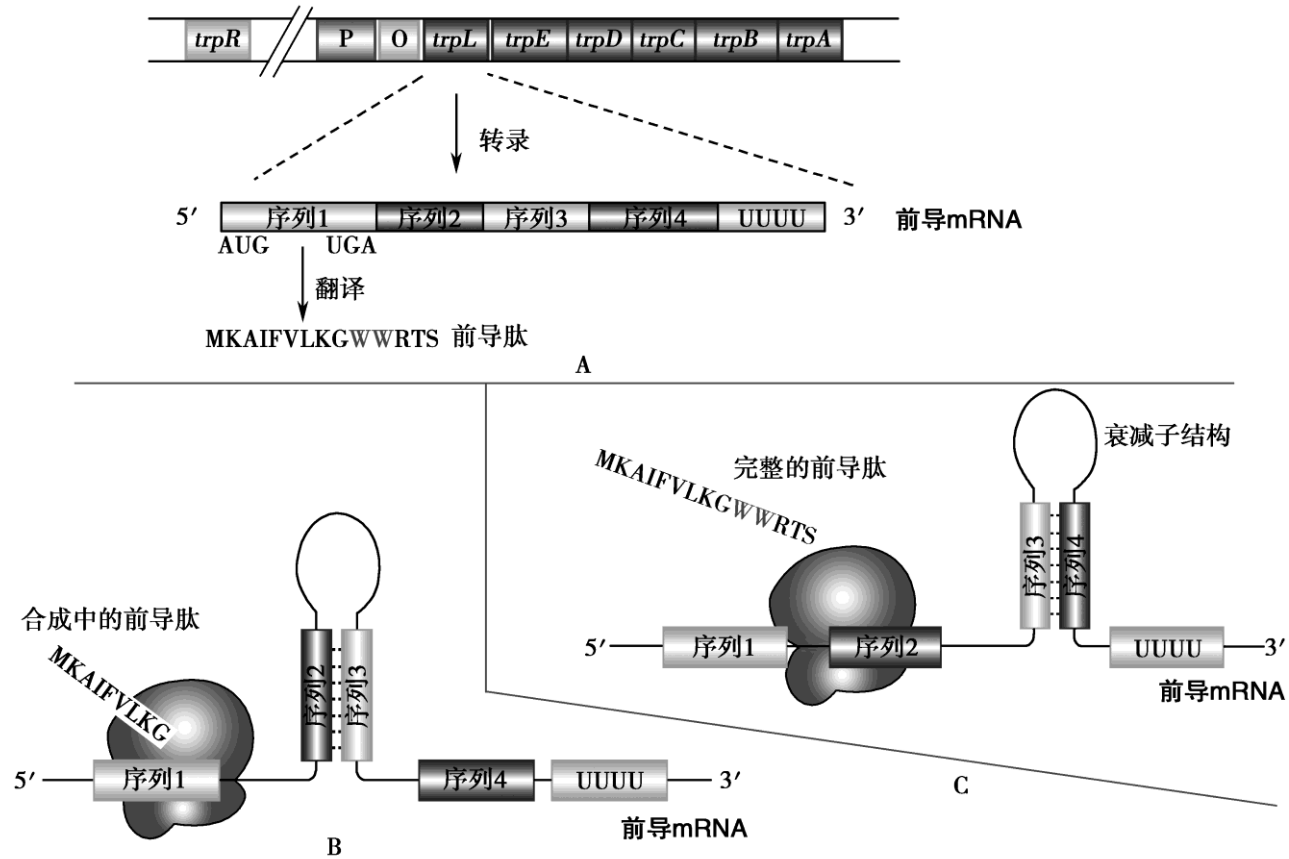 trpR P O trpL trpE trpD trpC trpB trpA
转录
5′ 序列1 序列2 序列3 序列4 UUUU 3′ 前导mRNA
AUG UGA
翻译
MKAIFVLKGWWRTS 前导肽
A
合成中的前导肽
MKAIFVLKG
序列2
序列3
5′ 序列1 序列4 UUUU 3′
前导mRNA
B
衰减子结构
完整的前导肽
MKAIFVLKGWWRTS
序列3
序列4
5′ 序列1 序列2 UUUU 3′
前导mRNA
C